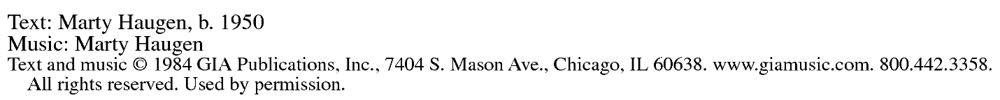 Text: Marty Haugen, b. 1950
Music: Marty Haugen
Text and music © 1984 GIA Publications, Inc., 7404 S. Mason Ave., Chicago, IL 60638. www.giamusic.com. 800.442.3358.
All rights reserved. Used by permission.